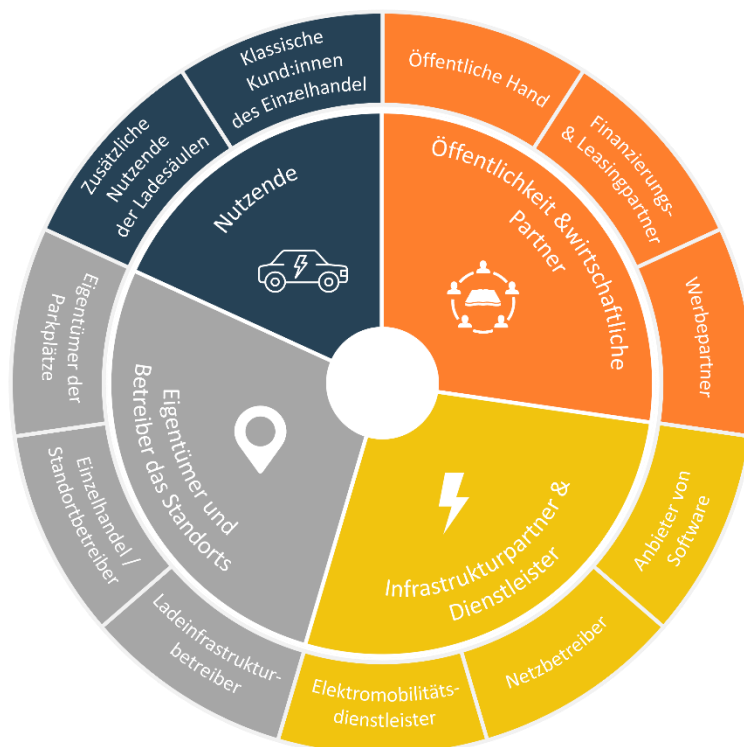 Klassische
Kund:innen
des Einzelhandel
Öffentliche Hand
Finanzierungs-
& Leasingpartner
Werbepartner
Anbieter von
Software
Netzbetreiber
Elektromobilitäts-
dienstleister
Ladeinfrastruktur-
betreiber
Einzelhandel /
Standortbetreiber
Eigentümer der
Parkplätze
Zusätzliche
Nutzende
der Ladesäulen
Nutzende
Öffentlichkeit &wirtschaftliche
Partner
Infrastrukturpartner &
Dienstleister
Eigentümer und
Betreiber das Standorts